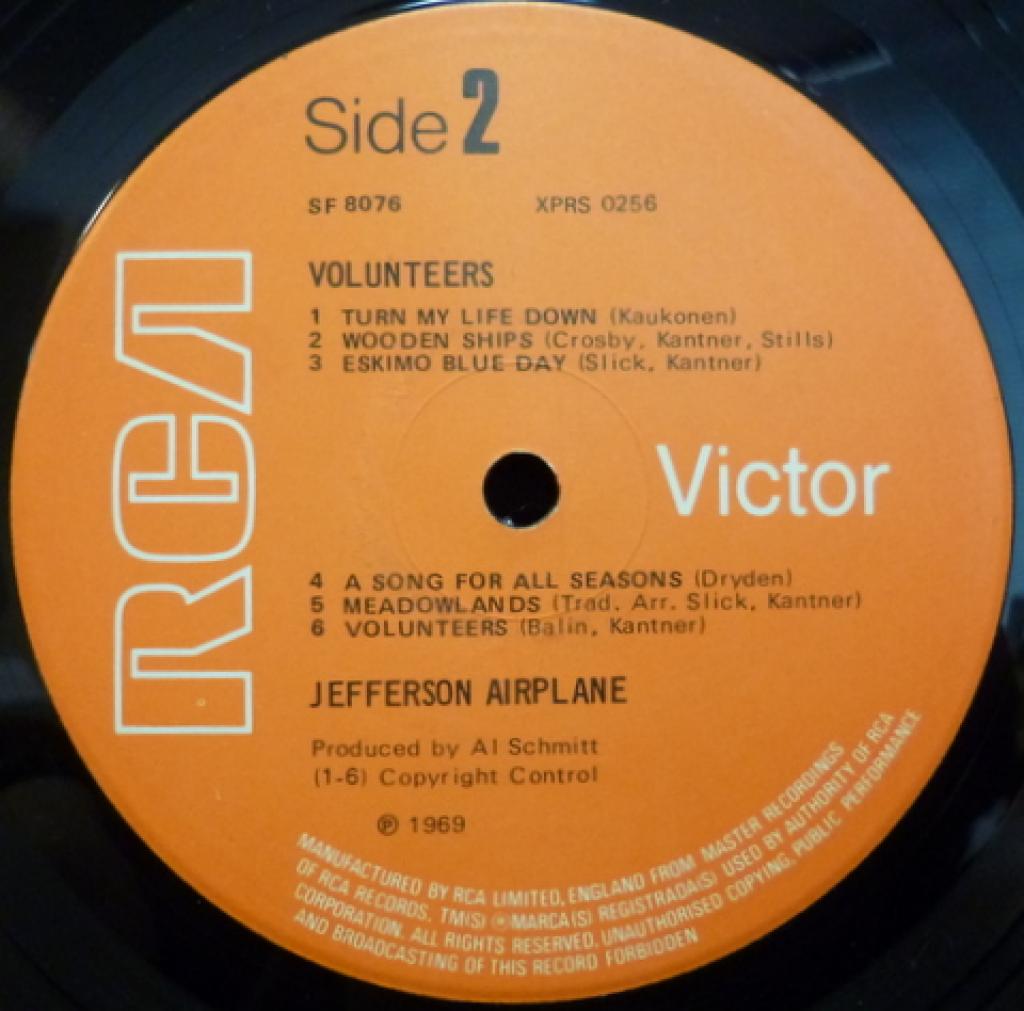 Side 2
SF 8076 XPRS 0256
VOLUNTEERS
1 TURN MY LIFE DOWN (Kaukonen)
2 WOODEN SHIPS (Crosby, Kantner, Stills)
3 ESKIMO BLUE DAY (Slick, Kantner)
RCA
Victor
4 A SONG FOR ALL SEASONS (Dryden)
5 MEADOWLANDS (Trad. Arr. Slick, Kantner)
6 VOLUNTEERS (Balin, Kantner)
JEFFERSON AIRPLANE
Produced by Al Schmitt
(1-6) Copyright Control
℗ 1969
MANUFACTURED BY RCA LIMITED, ENGLAND FROM MASTER RECORDINGS
OF RCA RECORDS. TM(S) ® MARCA(S) REGISTRADA(S) USED BY AUTHORITY OF RCA
CORPORATION. ALL RIGHTS RESERVED. UNAUTHORISED COPYING, PUBLIC PERFORMANCE
AND BROADCASTING OF THIS RECORD FORBIDDEN